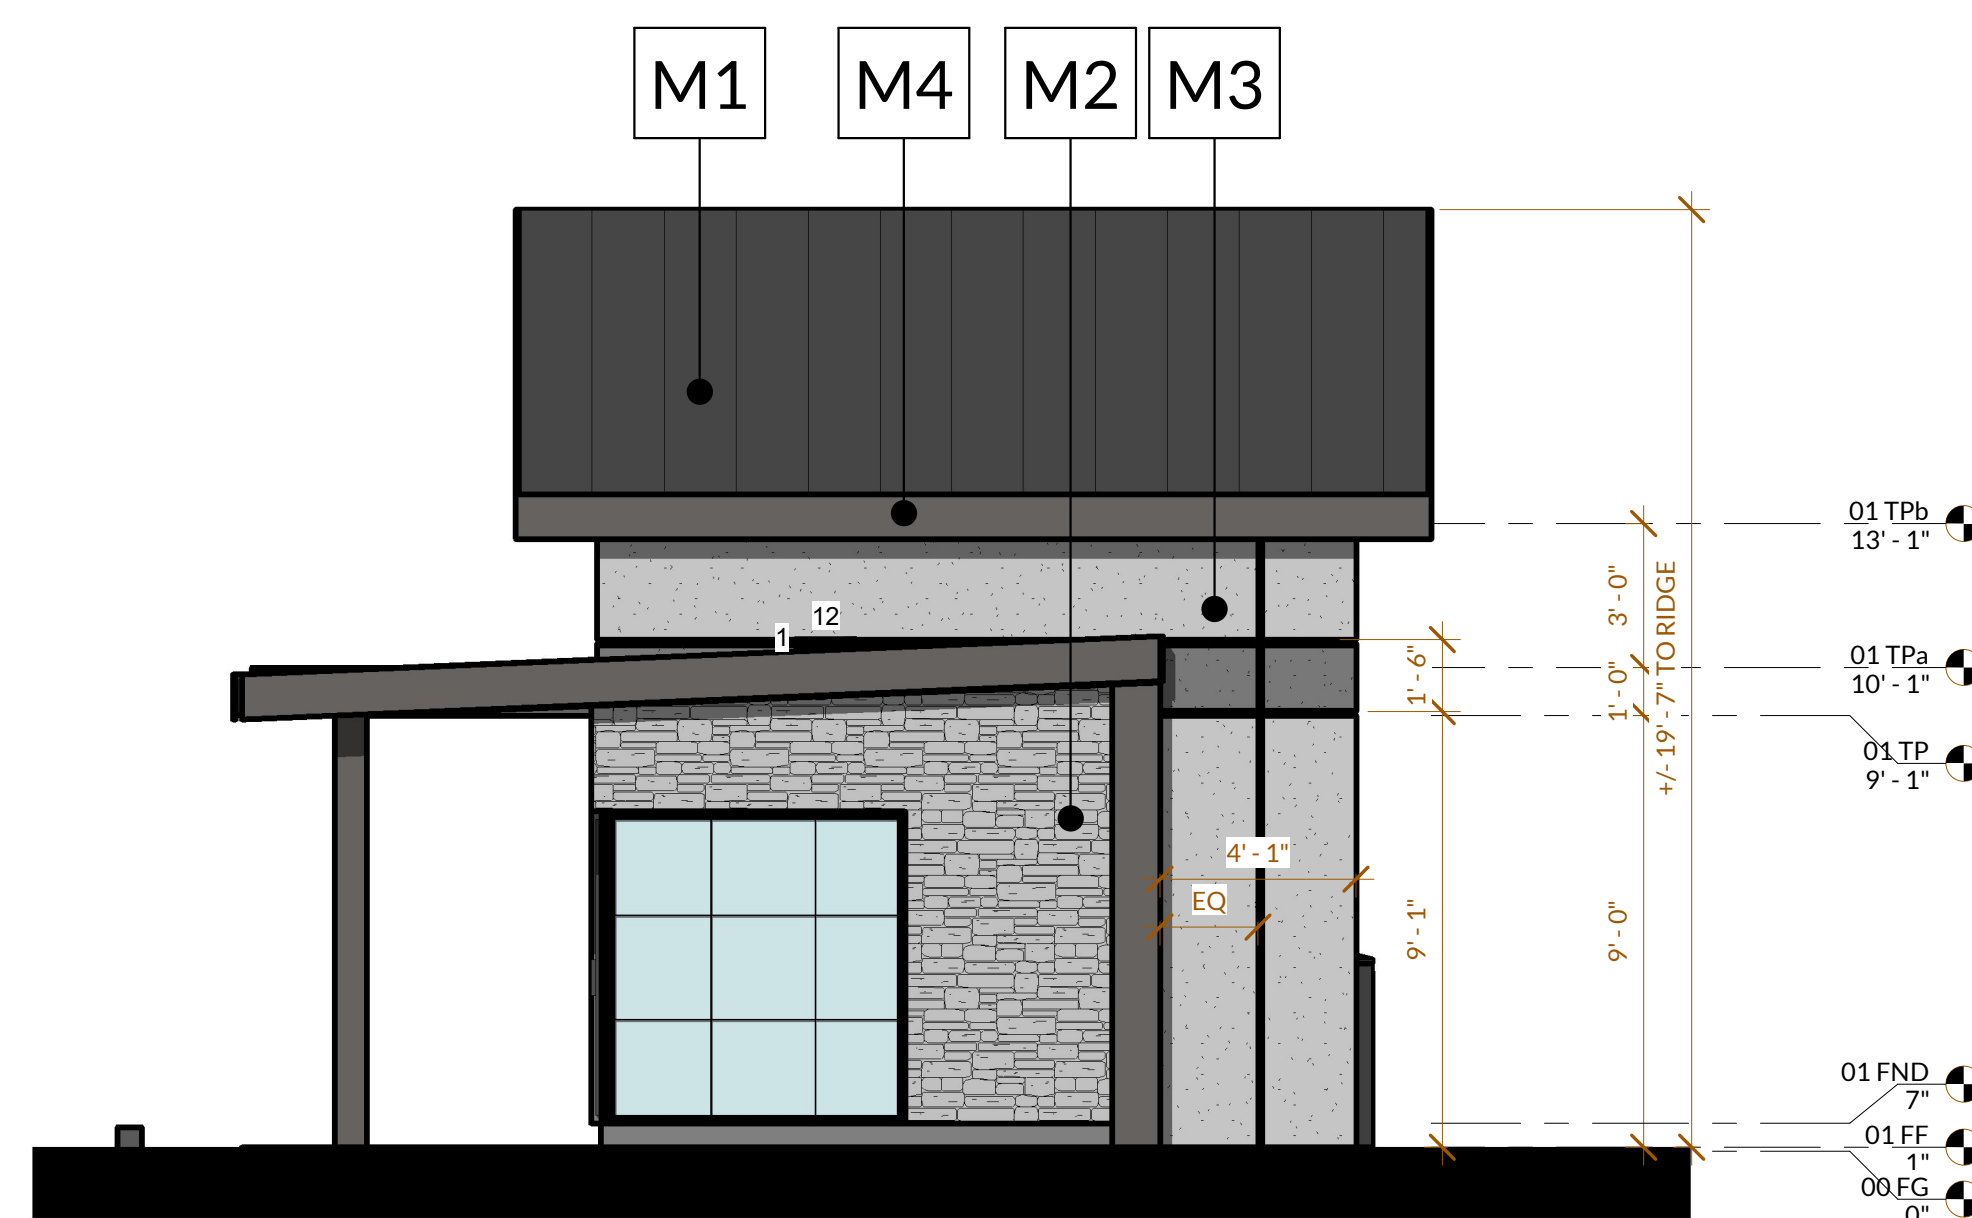 M1
M4
M2
M3
01 TPb
13' - 1"
3' - 0"
+/- 19' - 7" TO RIDGE
12
1
1' - 6"
1' - 0"
01 TPa
10' - 1"
01 TP
9' - 1"
4' - 1"
EQ
9' - 1"
9' - 0"
01 FND
7"
01 FF
1"
00 FG
0"